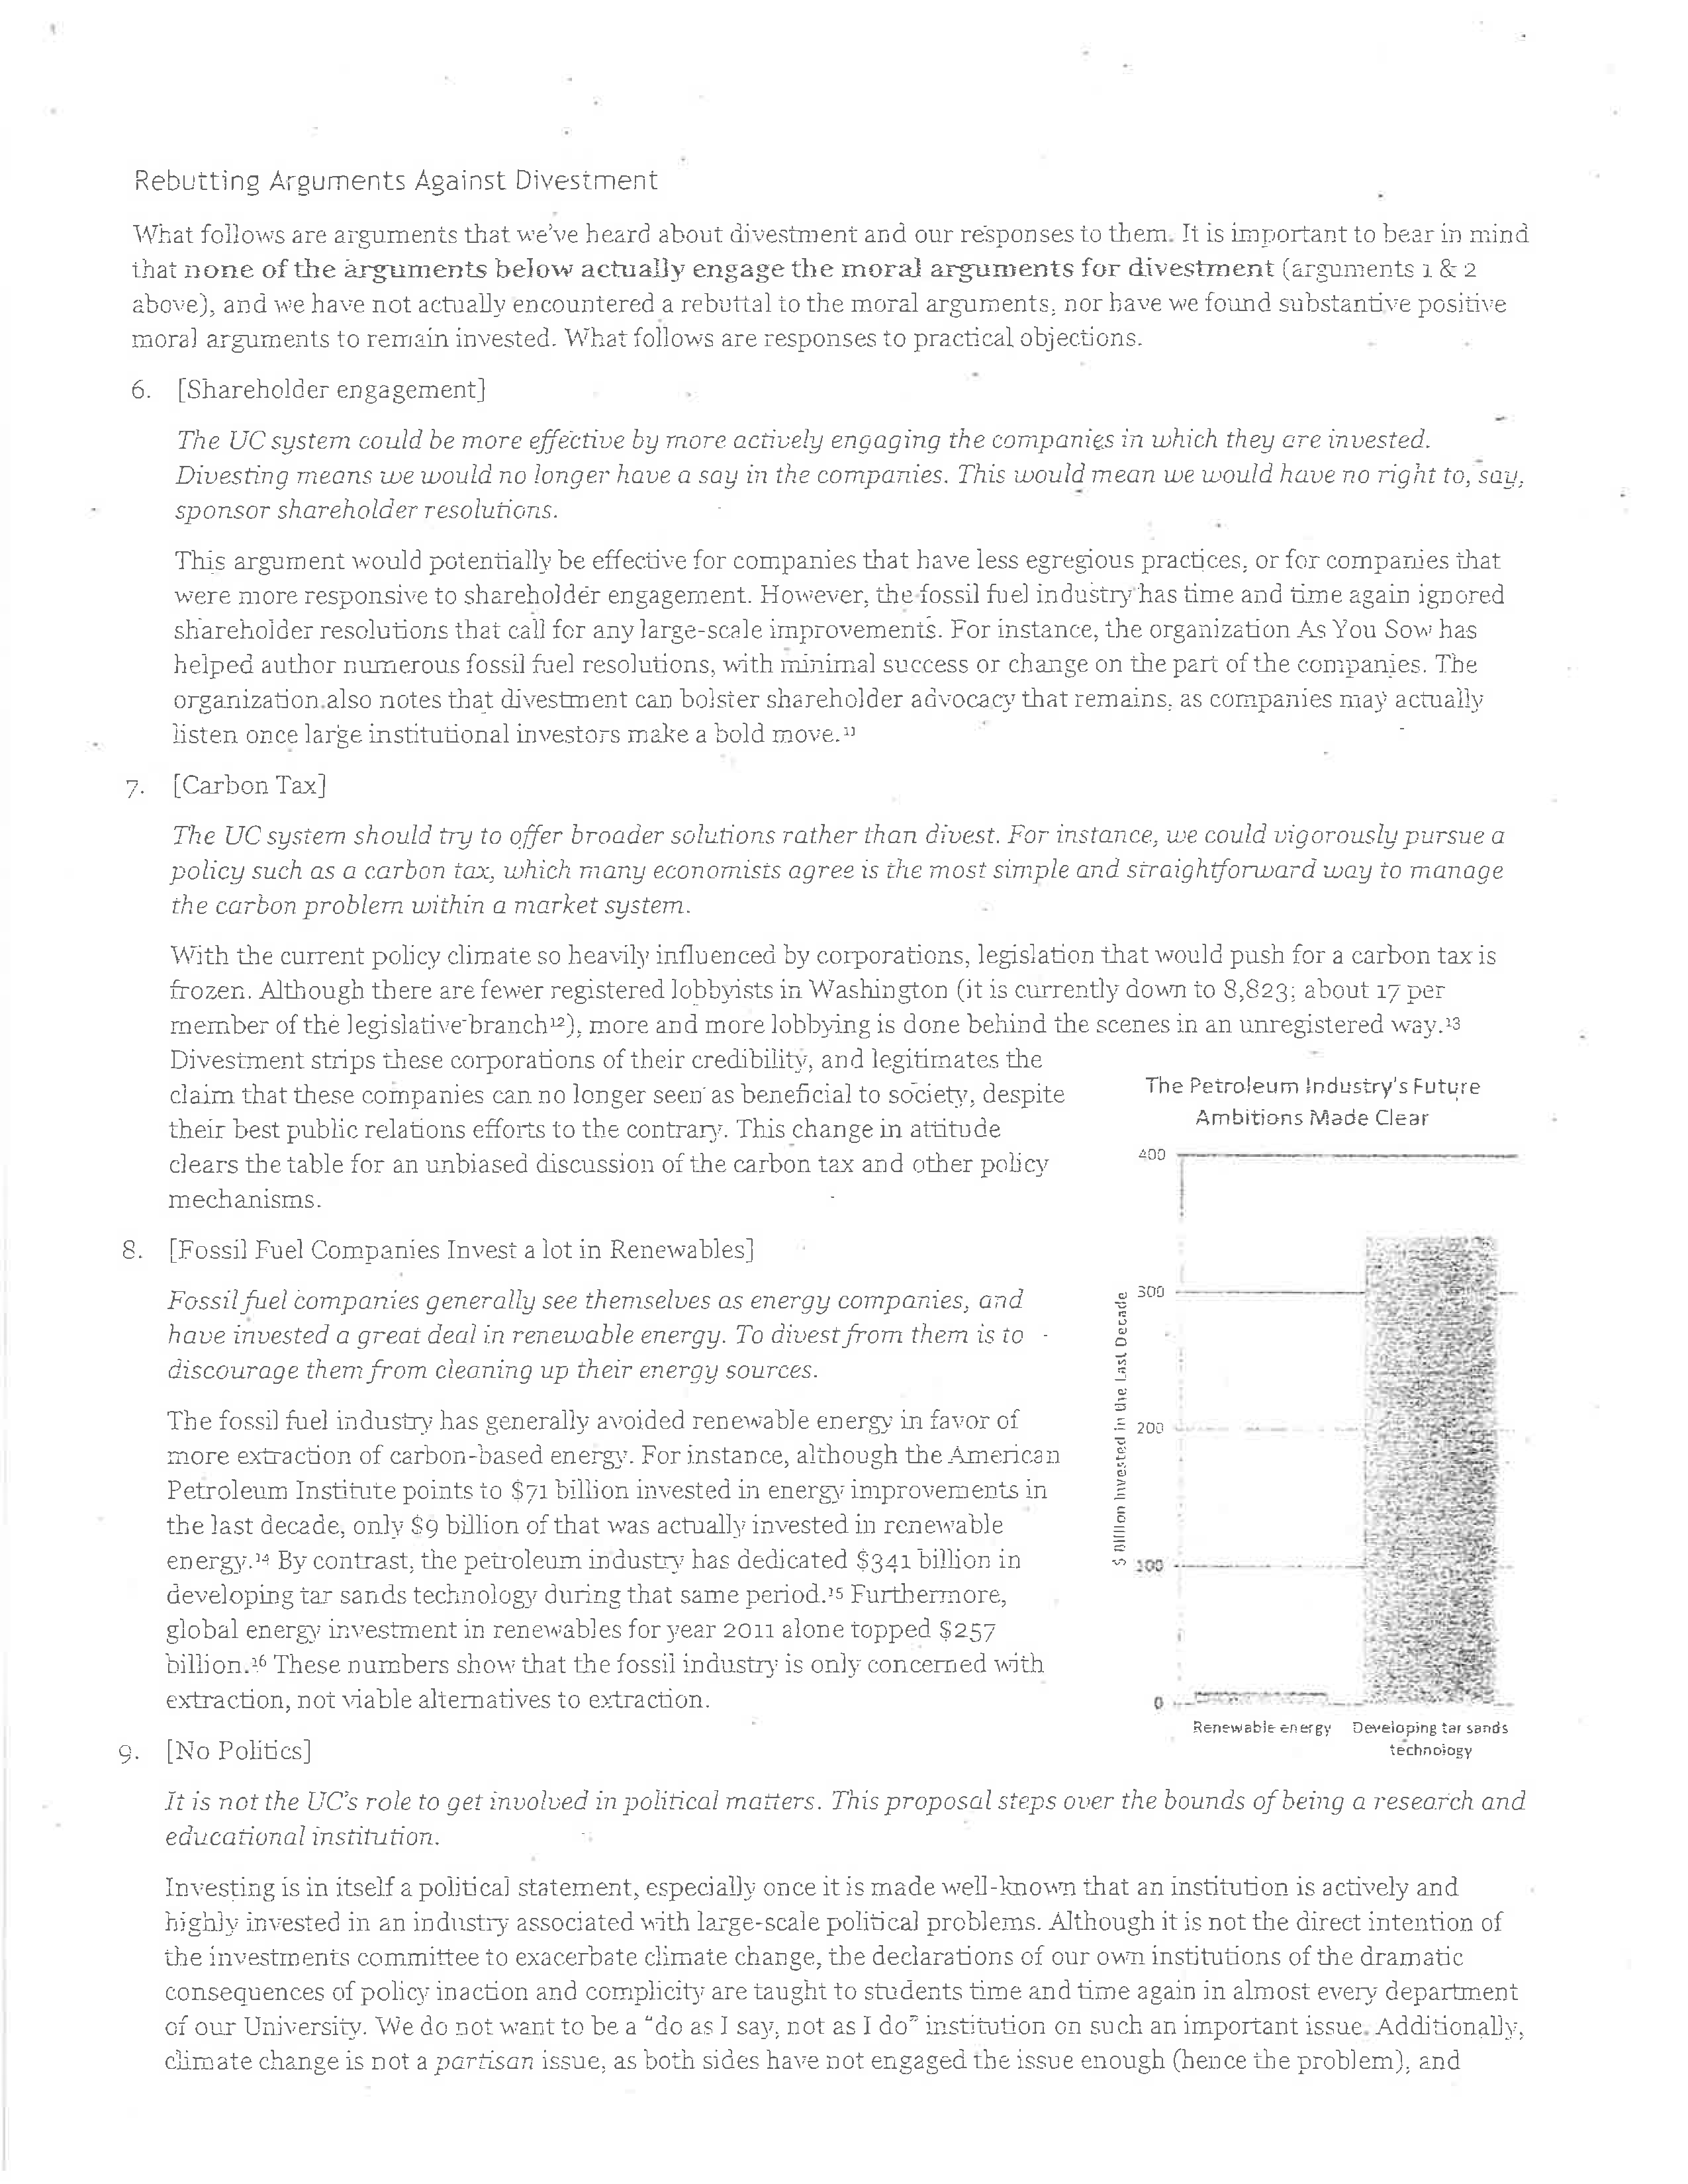 Rebutting Arguments Against Divestment
What follows are arguments that we've heard about divestment and our responses to them. It is important to bear in mind
that none of the arguments below actually engage the moral arguments for divestment (arguments 1 & 2
above), and we have not actually encountered a rebuttal to the moral arguments, nor have we found substantive positive
moral arguments to remain invested. What follows are responses to practical objections.
6. [Shareholder engagement]
The UC system could be more effective by more actively engaging the companies in which they are invested.
Divesting means we would no longer have a say in the companies. This would mean we would have no right to, say,
sponsor shareholder resolutions.
This argument would potentially be effective for companies that have less egregious practices, or for companies that
were more responsive to shareholder engagement. However, the fossil fuel industry has time and time again ignored
shareholder resolutions that call for any large-scale improvements. For instance, the organization As You Sow has
helped author numerous fossil fuel resolutions, with minimal success or change on the part of the companies. The
organization also notes that divestment can bolster shareholder advocacy that remains, as companies may actually
listen once large institutional investors make a bold move.¹¹
7. [Carbon Tax]
The UC system should try to offer broader solutions rather than divest. For instance, we could vigorously pursue a
policy such as a carbon tax, which many economists agree is the most simple and straightforward way to manage
the carbon problem within a market system.
With the current policy climate so heavily influenced by corporations, legislation that would push for a carbon tax is
frozen. Although there are fewer registered lobbyists in Washington (it is currently down to 8,823; about 17 per
member of the legislative branch¹²), more and more lobbying is done behind the scenes in an unregistered way.¹³
Divestment strips these corporations of their credibility, and legitimates the
claim that these companies can no longer seen as beneficial to society, despite
their best public relations efforts to the contrary. This change in attitude
clears the table for an unbiased discussion of the carbon tax and other policy
mechanisms.
8. [Fossil Fuel Companies Invest a lot in Renewables]
Fossil fuel companies generally see themselves as energy companies, and
have invested a great deal in renewable energy. To divest from them is to
discourage them from cleaning up their energy sources.
The fossil fuel industry has generally avoided renewable energy in favor of
more extraction of carbon-based energy. For instance, although the American
Petroleum Institute points to $71 billion invested in energy improvements in
the last decade, only $9 billion of that was actually invested in renewable
energy.¹⁴ By contrast, the petroleum industry has dedicated $341 billion in
developing tar sands technology during that same period.¹⁵ Furthermore,
global energy investment in renewables for year 2011 alone topped $257
billion.¹⁶ These numbers show that the fossil industry is only concerned with
extraction, not viable alternatives to extraction.
The Petroleum Industry's Future
Ambitions Made Clear
$ Billion Invested in the Last Decade
400
300
200
100
0
Renewable energy
Developing tar sands
technology
9. [No Politics]
It is not the UC's role to get involved in political matters. This proposal steps over the bounds of being a research and
educational institution.
Investing is in itself a political statement, especially once it is made well-known that an institution is actively and
highly invested in an industry associated with large-scale political problems. Although it is not the direct intention of
the investments committee to exacerbate climate change, the declarations of our own institutions of the dramatic
consequences of policy inaction and complicity are taught to students time and time again in almost every department
of our University. We do not want to be a "do as I say, not as I do" institution on such an important issue. Additionally,
climate change is not a partisan issue, as both sides have not engaged the issue enough (hence the problem), and